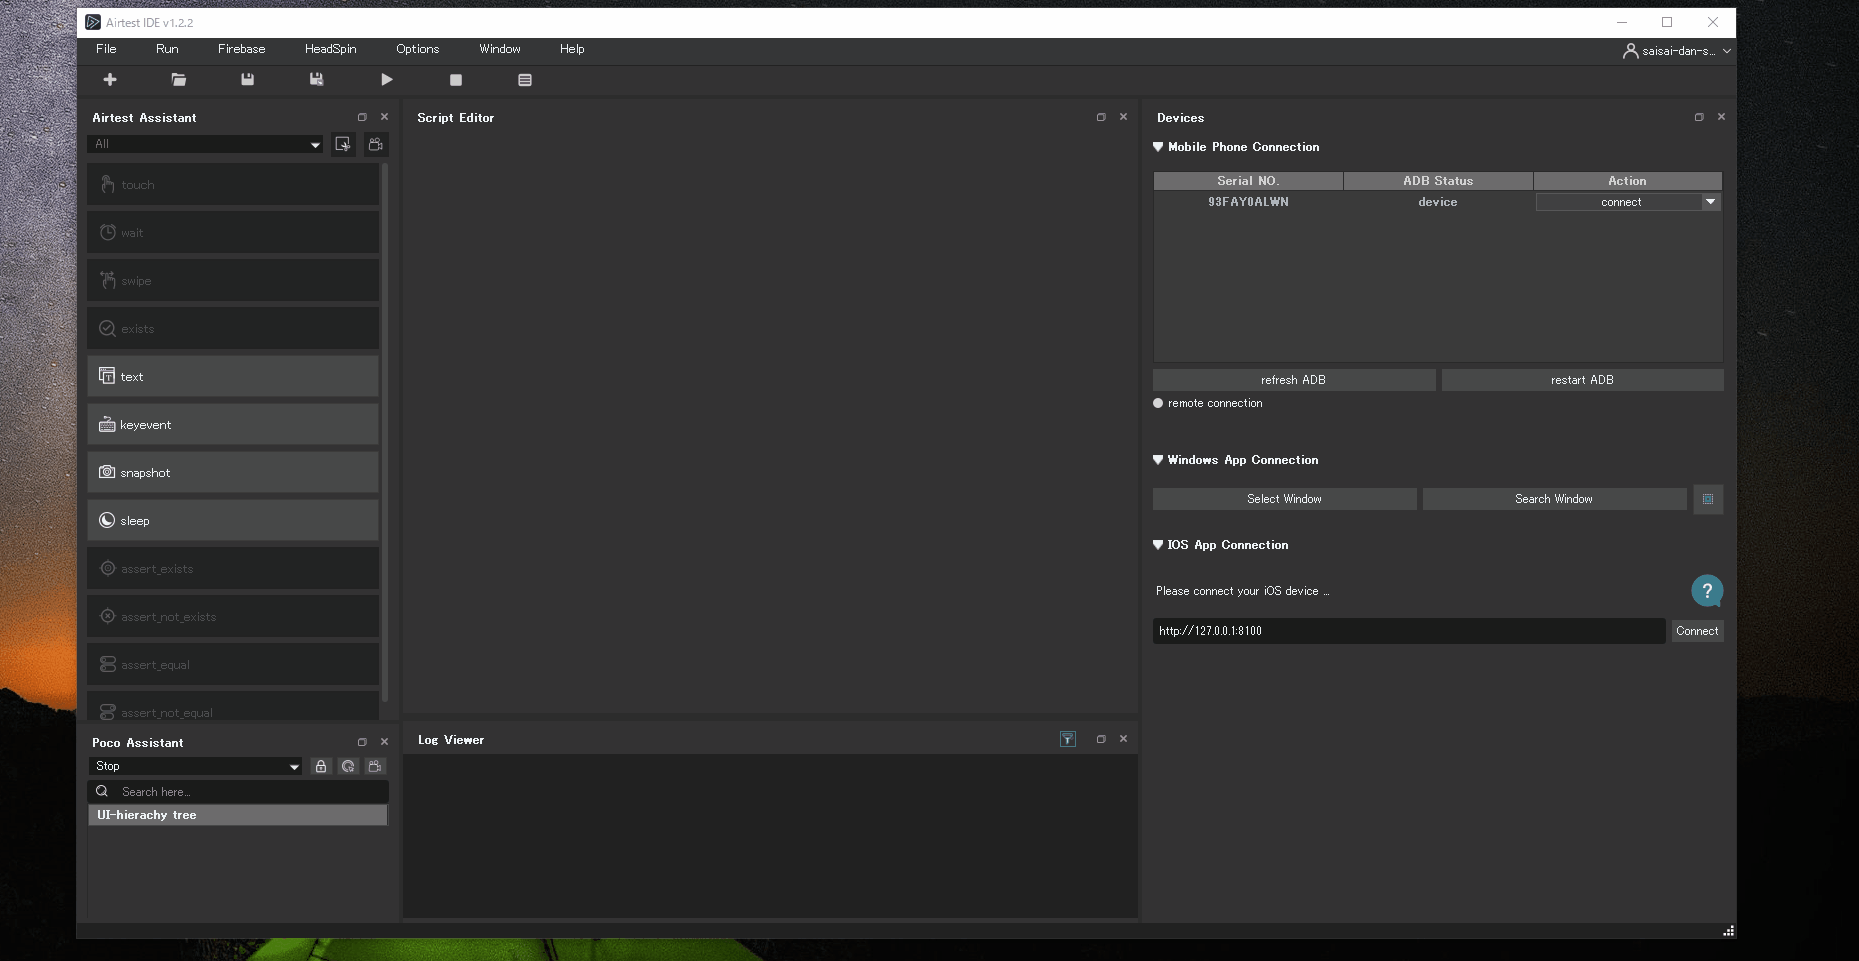 Airtest IDE v1.2.2
File Run Firebase HeadSpin Options Window Help
saisai-dan-s...
Airtest Assistant
All
touch
wait
swipe
exists
text
keyevent
snapshot
sleep
assert_exists
assert_not_exists
assert_equal
assert_not_equal
Poco Assistant
Stop
Search here...
UI-hierachy tree
Script Editor
Log Viewer
Devices
Mobile Phone Connection
Serial NO. ADB Status Action
93FAY0ALWN device connect
refresh ADB restart ADB
remote connection
Windows App Connection
Select Window Search Window
IOS App Connection
Please connect your iOS device ...
?
http://127.0.0.1:8100 Connect